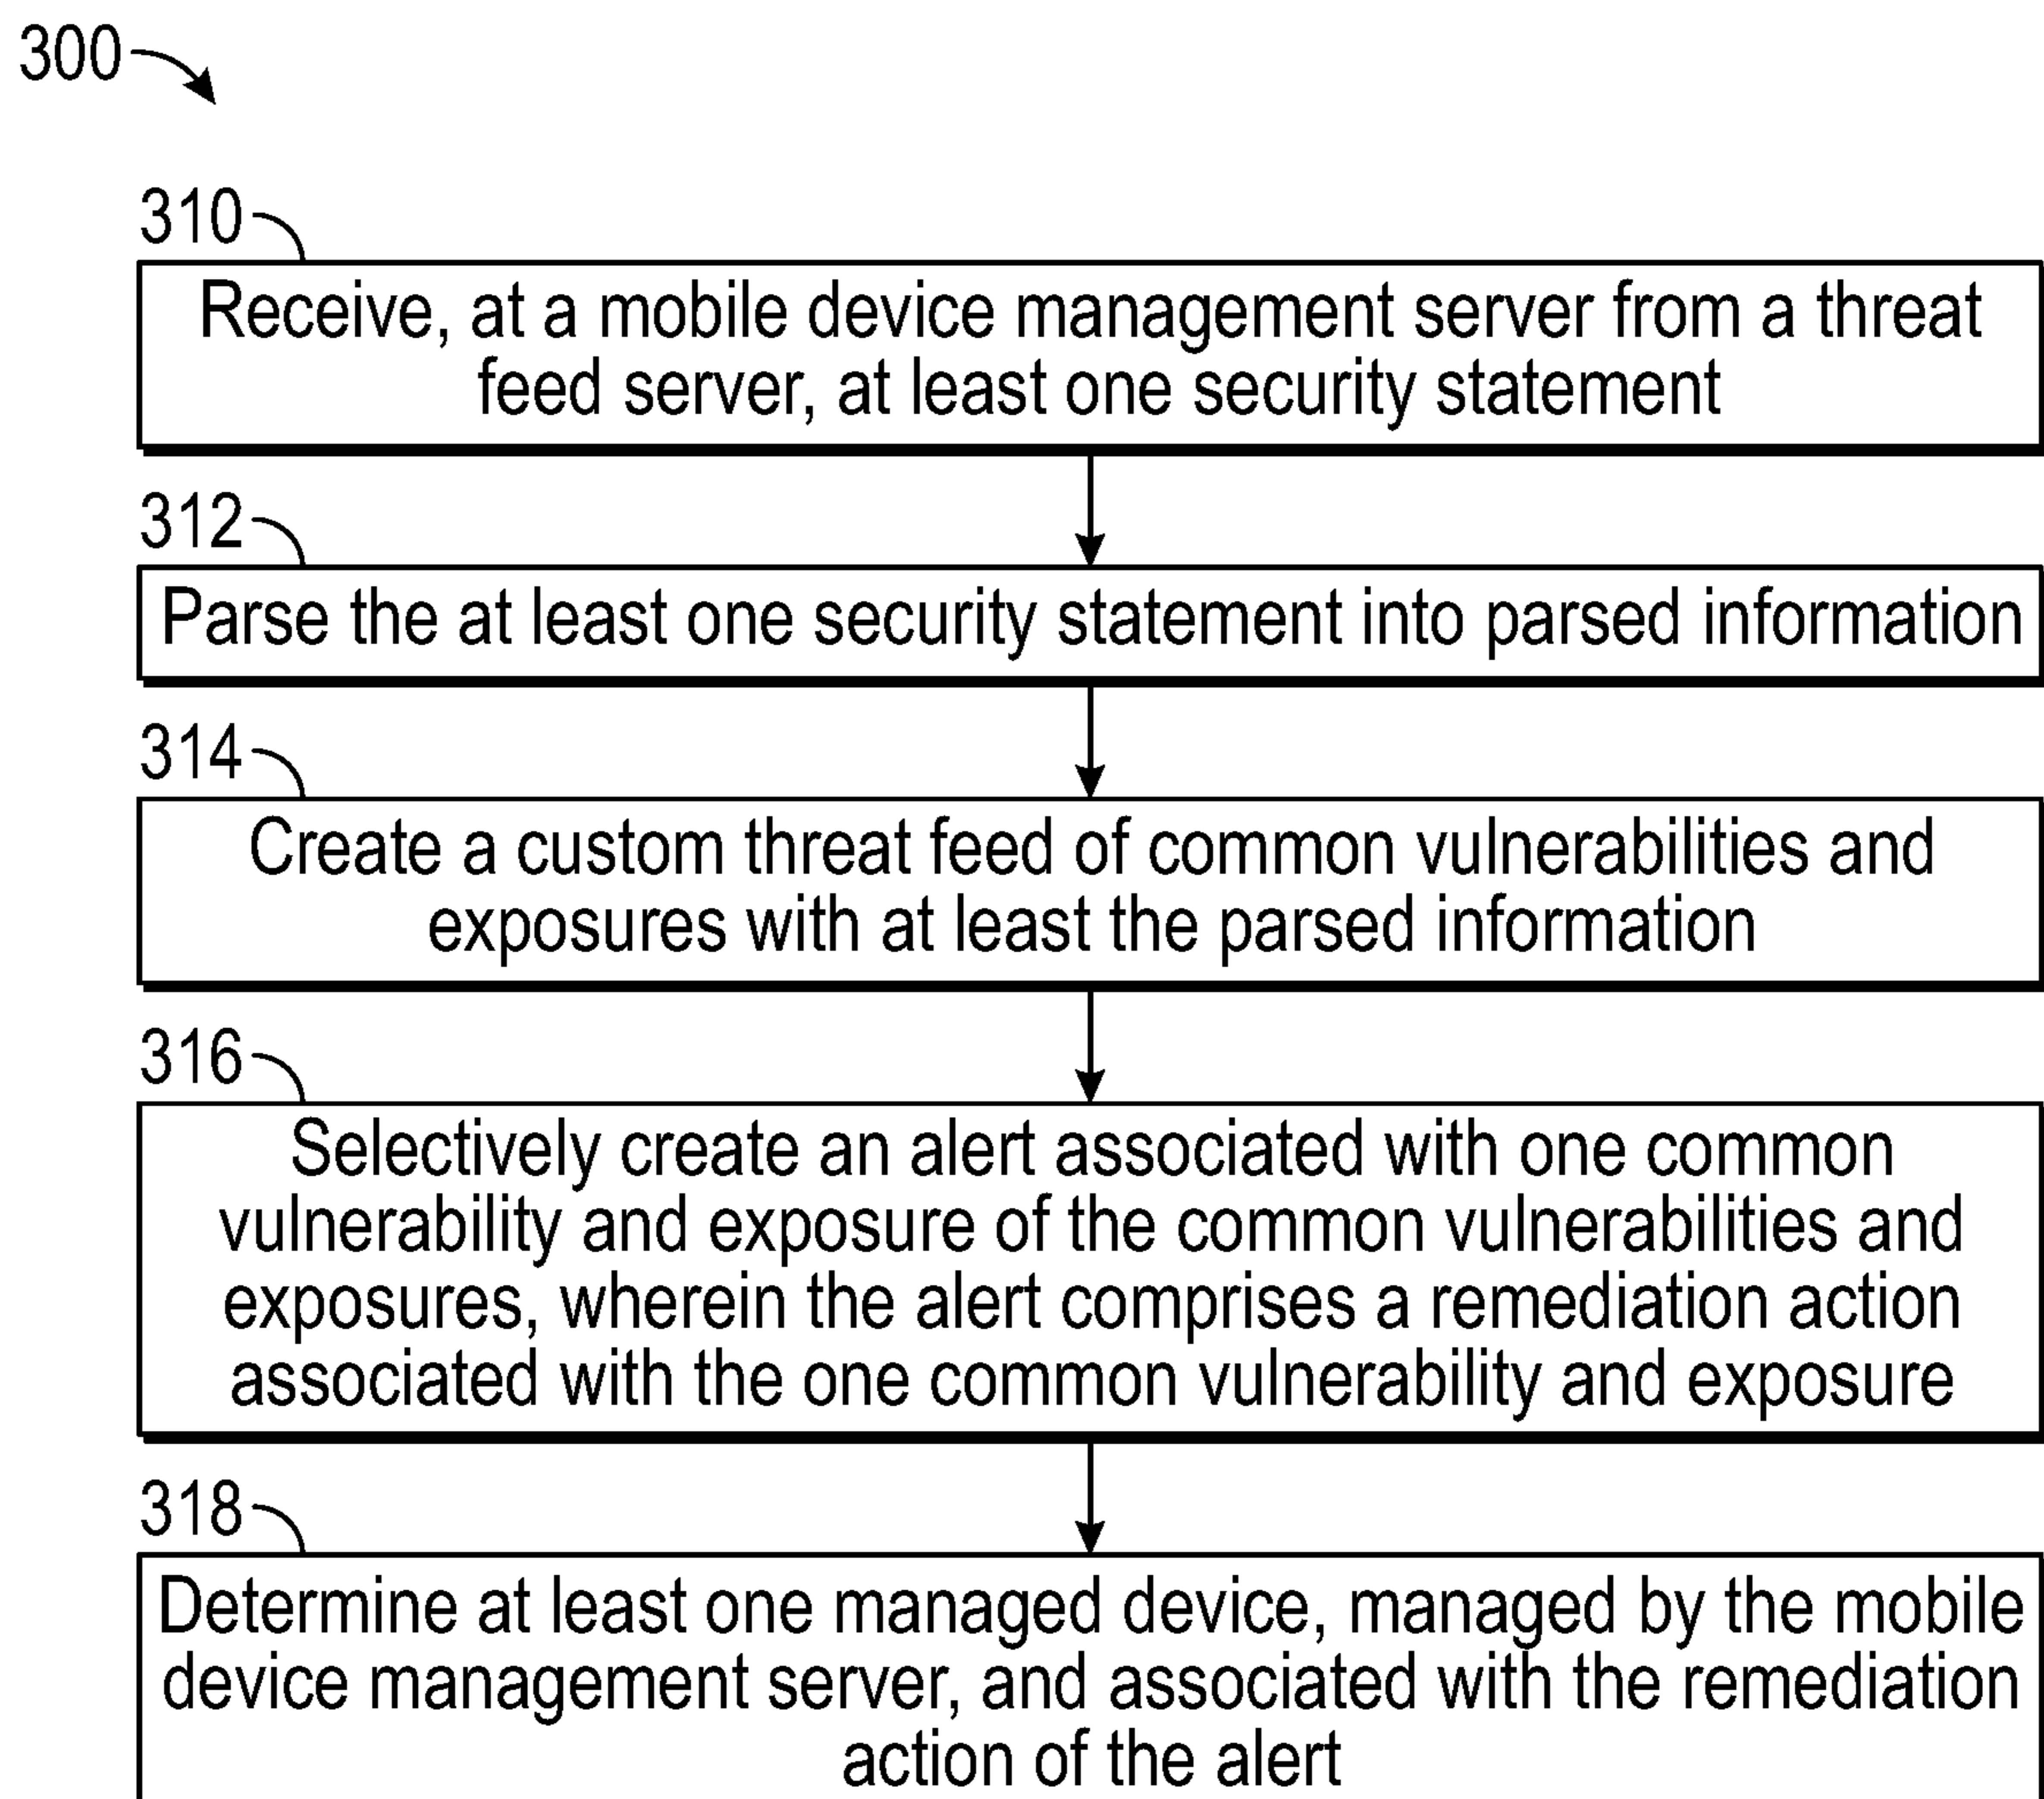 300
310
Receive, at a mobile device management server from a threat
feed server, at least one security statement
312
Parse the at least one security statement into parsed information
314
Create a custom threat feed of common vulnerabilities and
exposures with at least the parsed information
316
Selectively create an alert associated with one common
vulnerability and exposure of the common vulnerabilities and
exposures, wherein the alert comprises a remediation action
associated with the one common vulnerability and exposure
318
Determine at least one managed device, managed by the mobile
device management server, and associated with the remediation
action of the alert